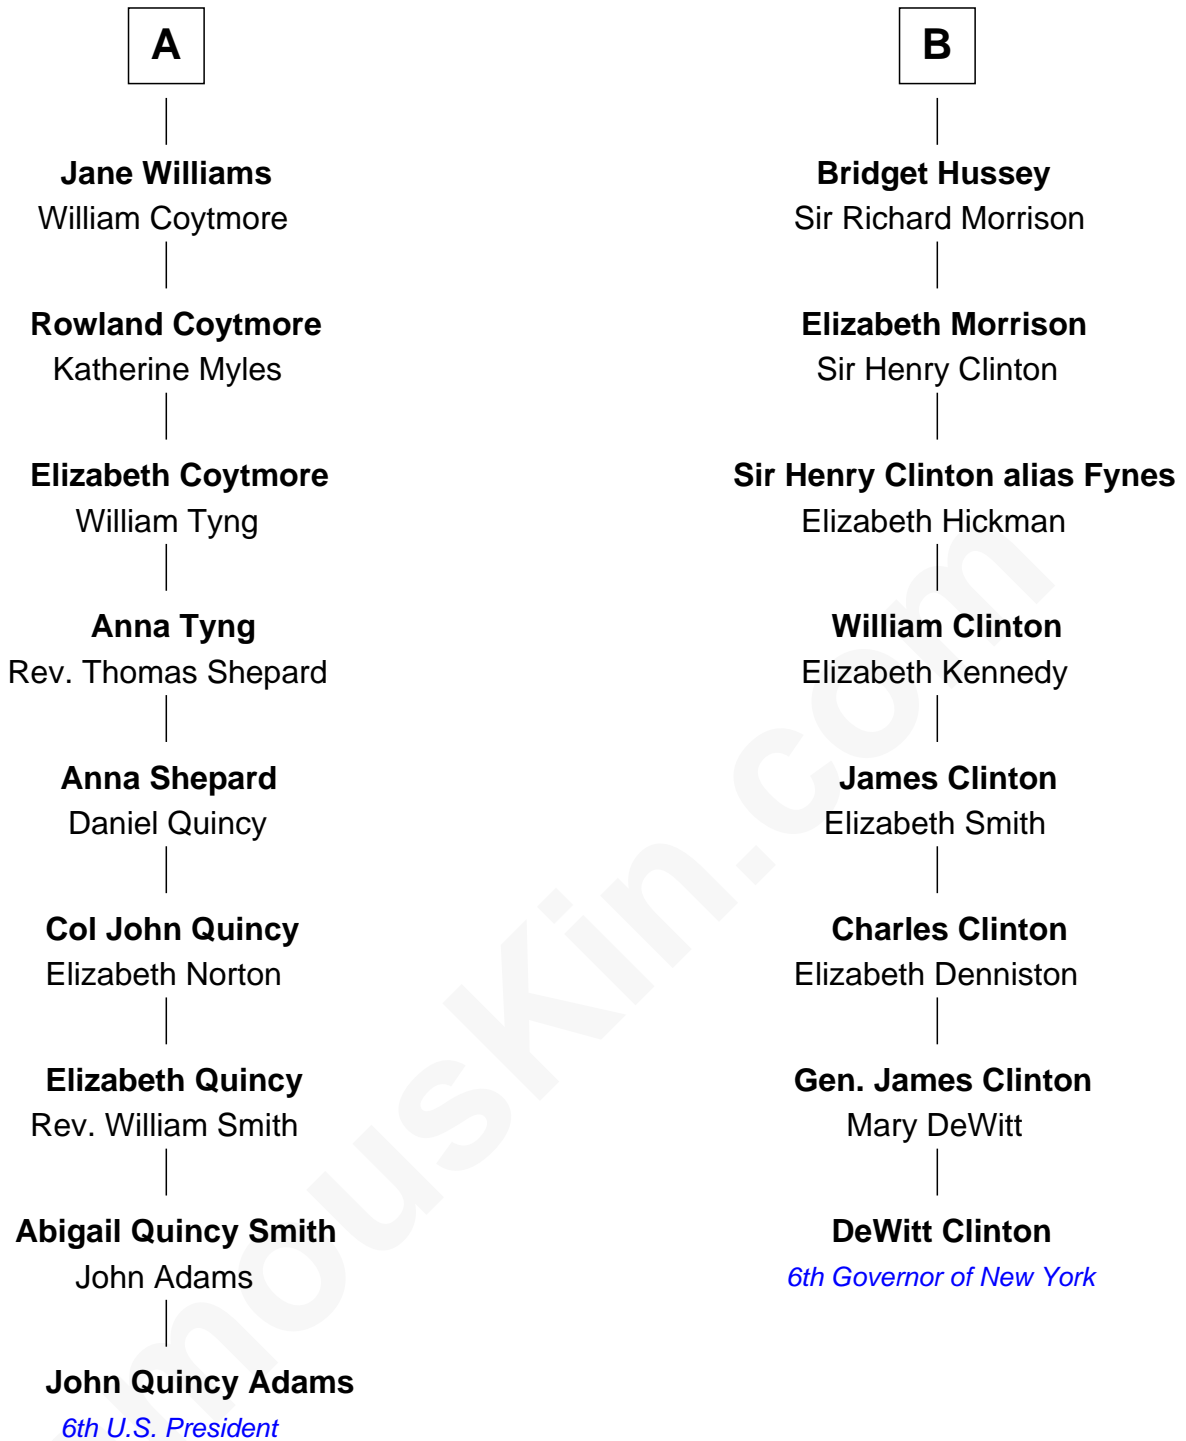 A
Jane Williams
William Coytmore
Rowland Coytmore
Katherine Myles
Elizabeth Coytmore
William Tyng
Anna Tyng
Rev. Thomas Shepard
Anna Shepard
Daniel Quincy
Col John Quincy
Elizabeth Norton
Elizabeth Quincy
Rev. William Smith
Abigail Quincy Smith
John Adams
John Quincy Adams
6th U.S. President
B
Bridget Hussey
Sir Richard Morrison
Elizabeth Morrison
Sir Henry Clinton
Sir Henry Clinton alias Fynes
Elizabeth Hickman
William Clinton
Elizabeth Kennedy
James Clinton
Elizabeth Smith
Charles Clinton
Elizabeth Denniston
Gen. James Clinton
Mary DeWitt
DeWitt Clinton
6th Governor of New York
mousKin.com